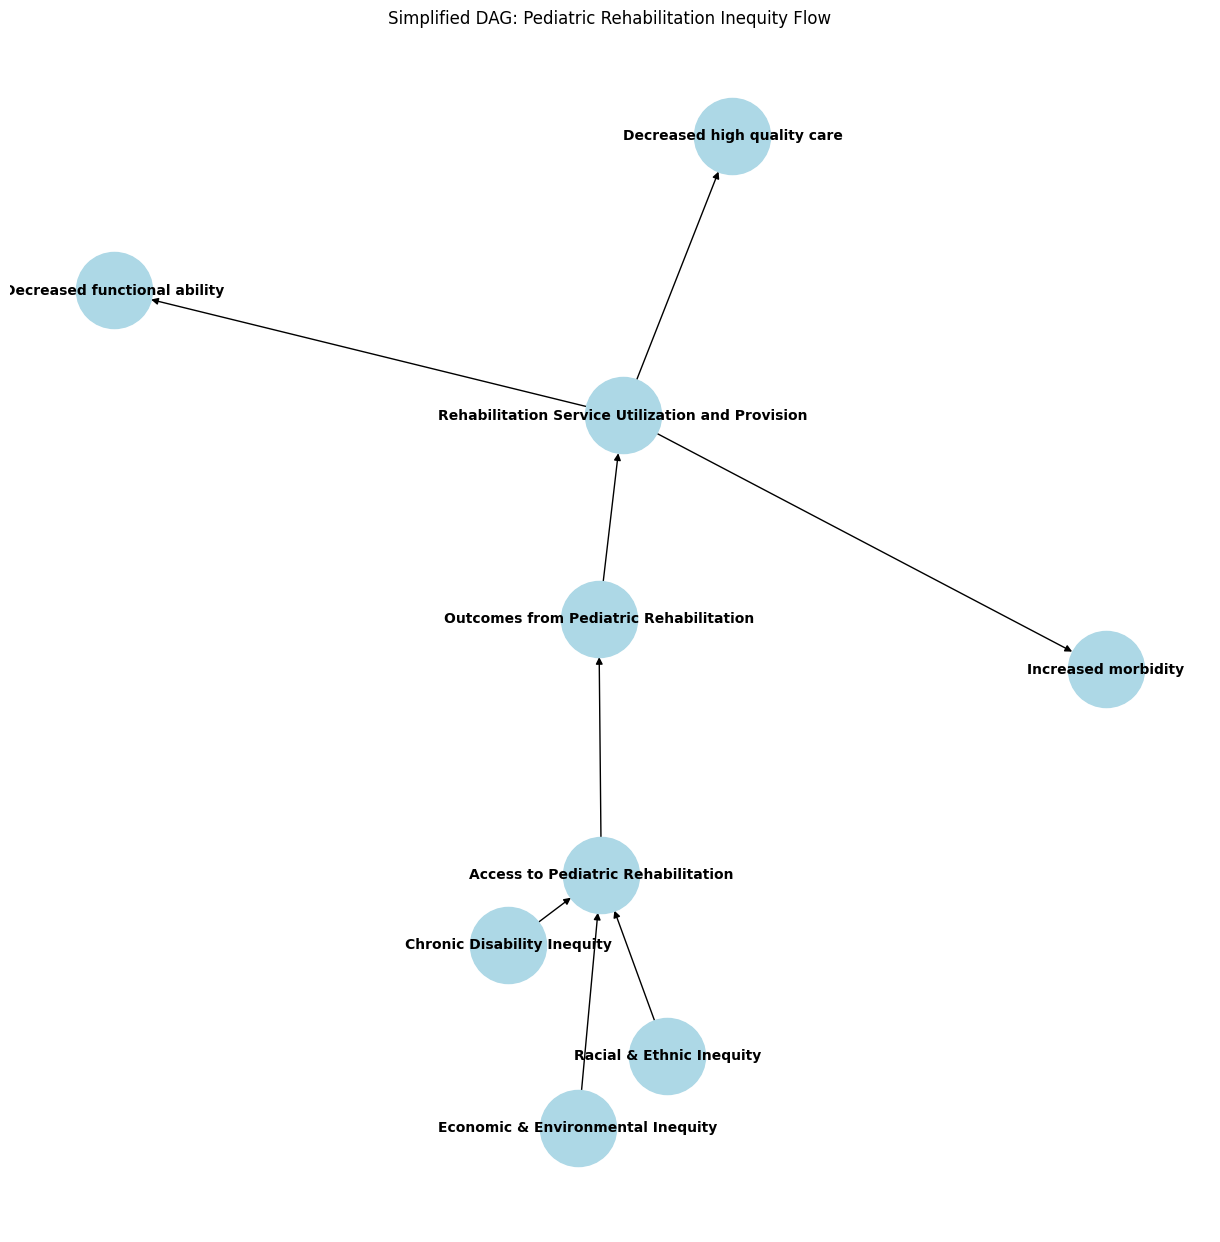 Simplified DAG: Pediatric Rehabilitation Inequity Flow
Decreased high quality care
Decreased functional ability
Rehabilitation Service Utilization and Provision
Outcomes from Pediatric Rehabilitation
Increased morbidity
Access to Pediatric Rehabilitation
Chronic Disability Inequity
Racial & Ethnic Inequity
Economic & Environmental Inequity